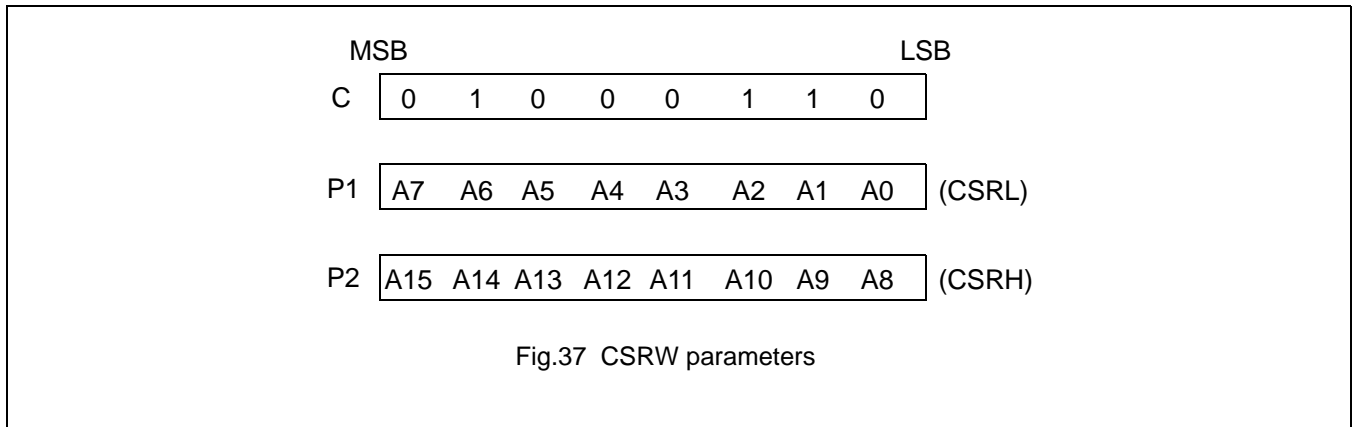 MSB LSB
C 0 1 0 0 0 1 1 0
P1 A7 A6 A5 A4 A3 A2 A1 A0 (CSRL)
P2 A15 A14 A13 A12 A11 A10 A9 A8 (CSRH)
Fig.37 CSRW parameters